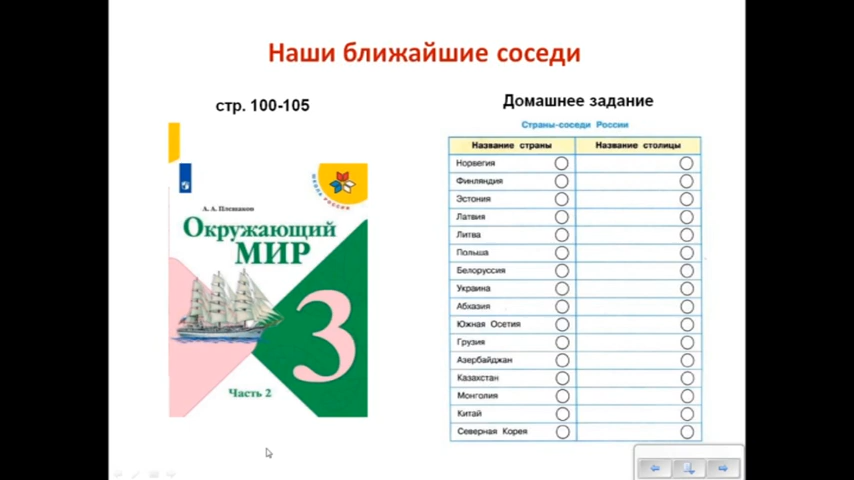 Наши ближайшие соседи
стр. 100-105
ШКОЛА РОССИИ
А. А. Плешаков
Окружающий
МИР
3
Часть 2
Домашнее задание
Страны-соседи России
Название страны Название столицы
Норвегия
Финляндия
Эстония
Латвия
Литва
Польша
Белоруссия
Украина
Абхазия
Южная Осетия
Грузия
Азербайджан
Казахстан
Монголия
Китай
Северная Корея